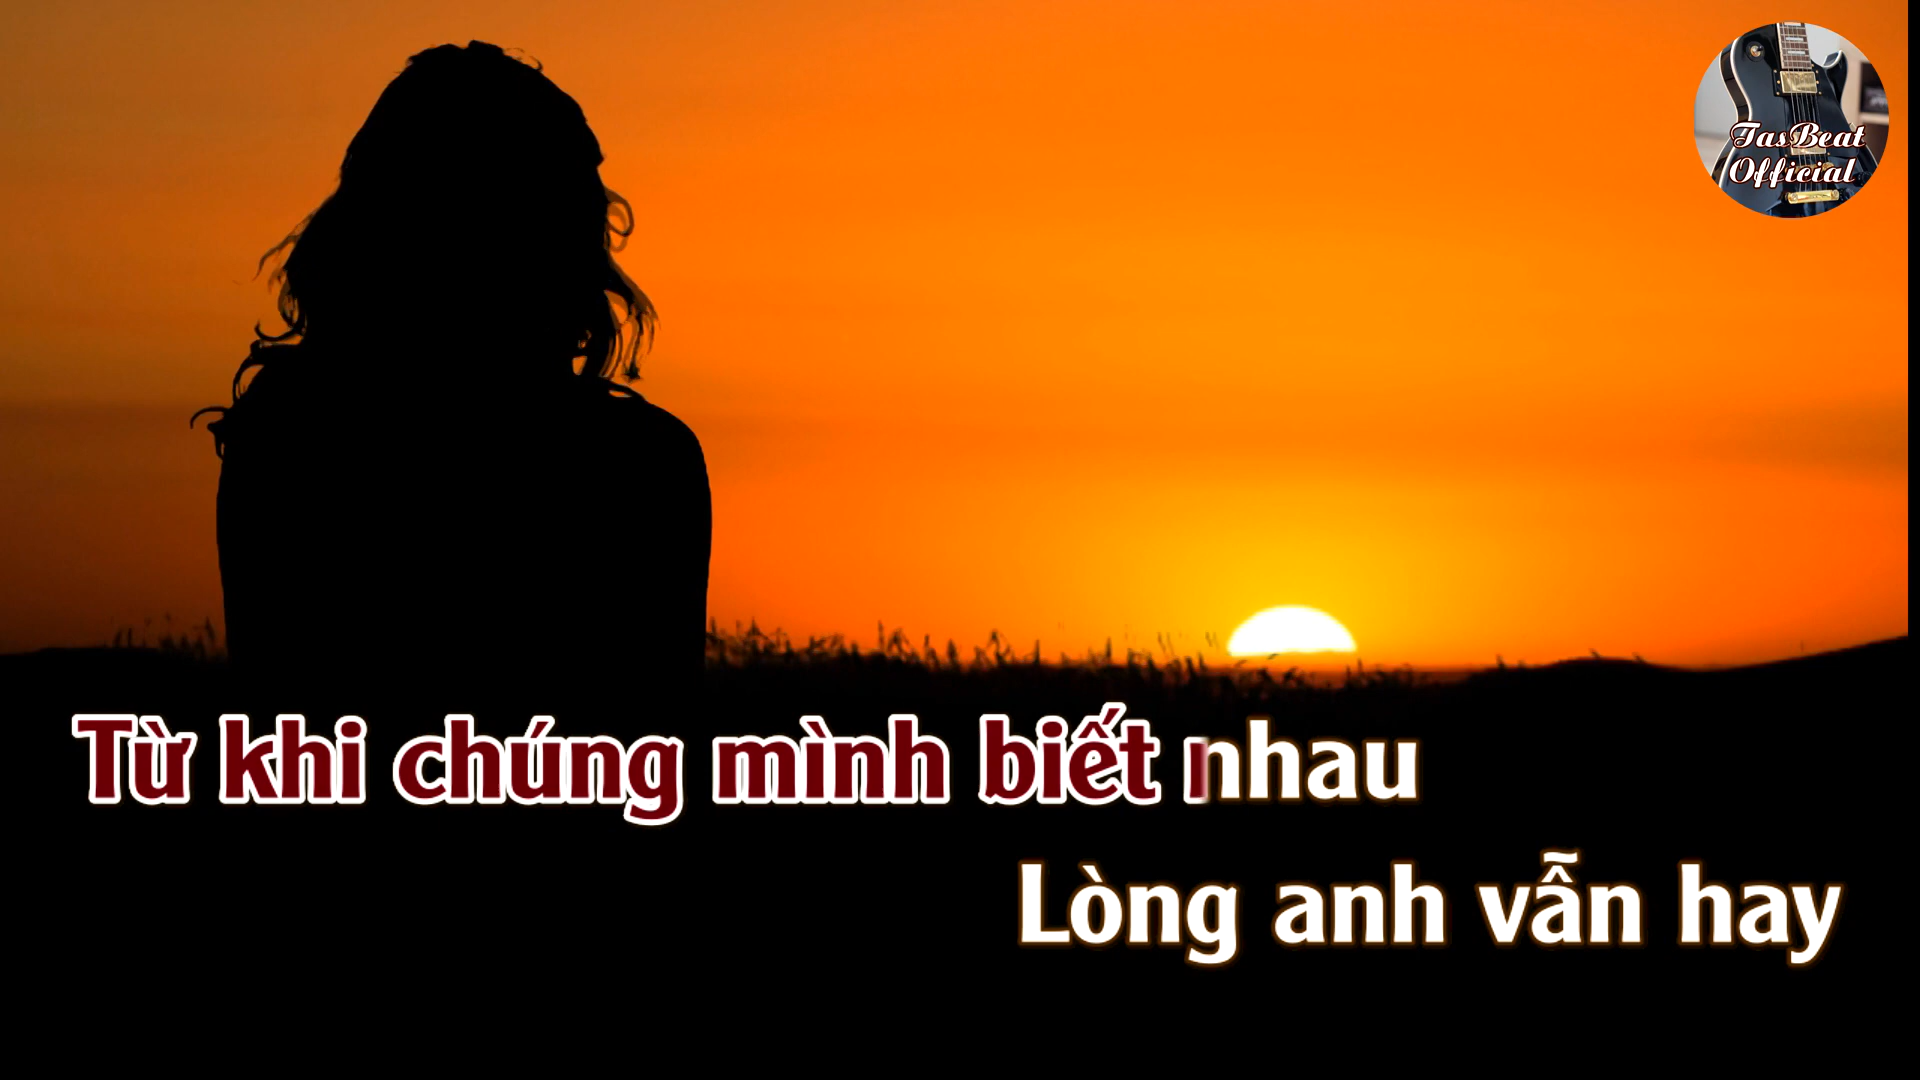 TasBeat
Official
Từ khi chúng mình biết nhau
Lòng anh vẫn hay